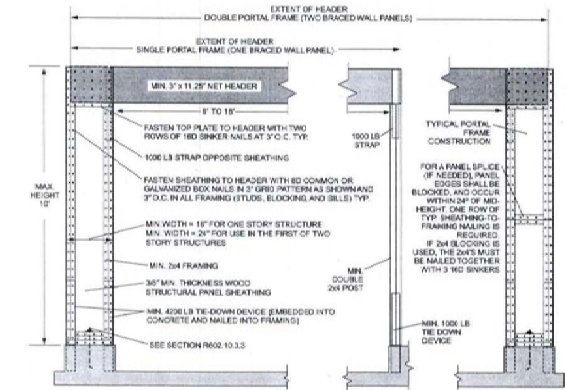 EXTENT OF HEADER
DOUBLE PORTAL FRAME (TWO BRACED WALL PANELS)
EXTENT OF HEADER
SINGLE PORTAL FRAME (ONE BRACED WALL PANEL)
MIN. 3" x 11.25" NET HEADER
FASTEN TOP PLATE TO HEADER WITH TWO
ROWS OF 16D SINKER NAILS AT 3" O.C. TYP.
1000 LB STRAP OPPOSITE SHEATHING
FASTEN SHEATHING TO HEADER WITH 8D COMMON OR
GALVANIZED BOX NAILS IN 3" GRID PATTERN AS SHOWN AND
3" O.C. IN ALL FRAMING (STUDS, BLOCKING, AND SILLS) TYP.
MAX
HEIGHT
10'
MIN WIDTH = 16" FOR ONE STORY STRUCTURE
MIN. WIDTH = 24" FOR USE IN THE FIRST OF TWO
STORY STRUCTURES
MIN. 2x4 FRAMING
3/8" MIN. THICKNESS WOOD
STRUCTURAL PANEL SHEATHING
MIN. 4200 LB TIE-DOWN DEVICE (EMBEDDED INTO
CONCRETE AND NAILED INTO FRAMING)
SEE SECTION R602.10.3.3
1000 LB
STRAP
MIN.
DOUBLE
2x4 POST
MIN. 1000 LB
TIE DOWN
DEVICE
TYPICAL PORTAL
FRAME
CONSTRUCTION
FOR A PANEL SPLICE
(IF NEEDED), PANEL
EDGES SHALL BE
BLOCKED, AND OCCUR
WITHIN 24" OF MID-
HEIGHT. ONE ROW OF
TYP. SHEATHING-TO-
FRAMING NAILING IS
REQUIRED.
IF 2x4 BLOCKING IS
USED, THE 2x4'S MUST
BE NAILED TOGETHER
WITH 3 16D SINKERS